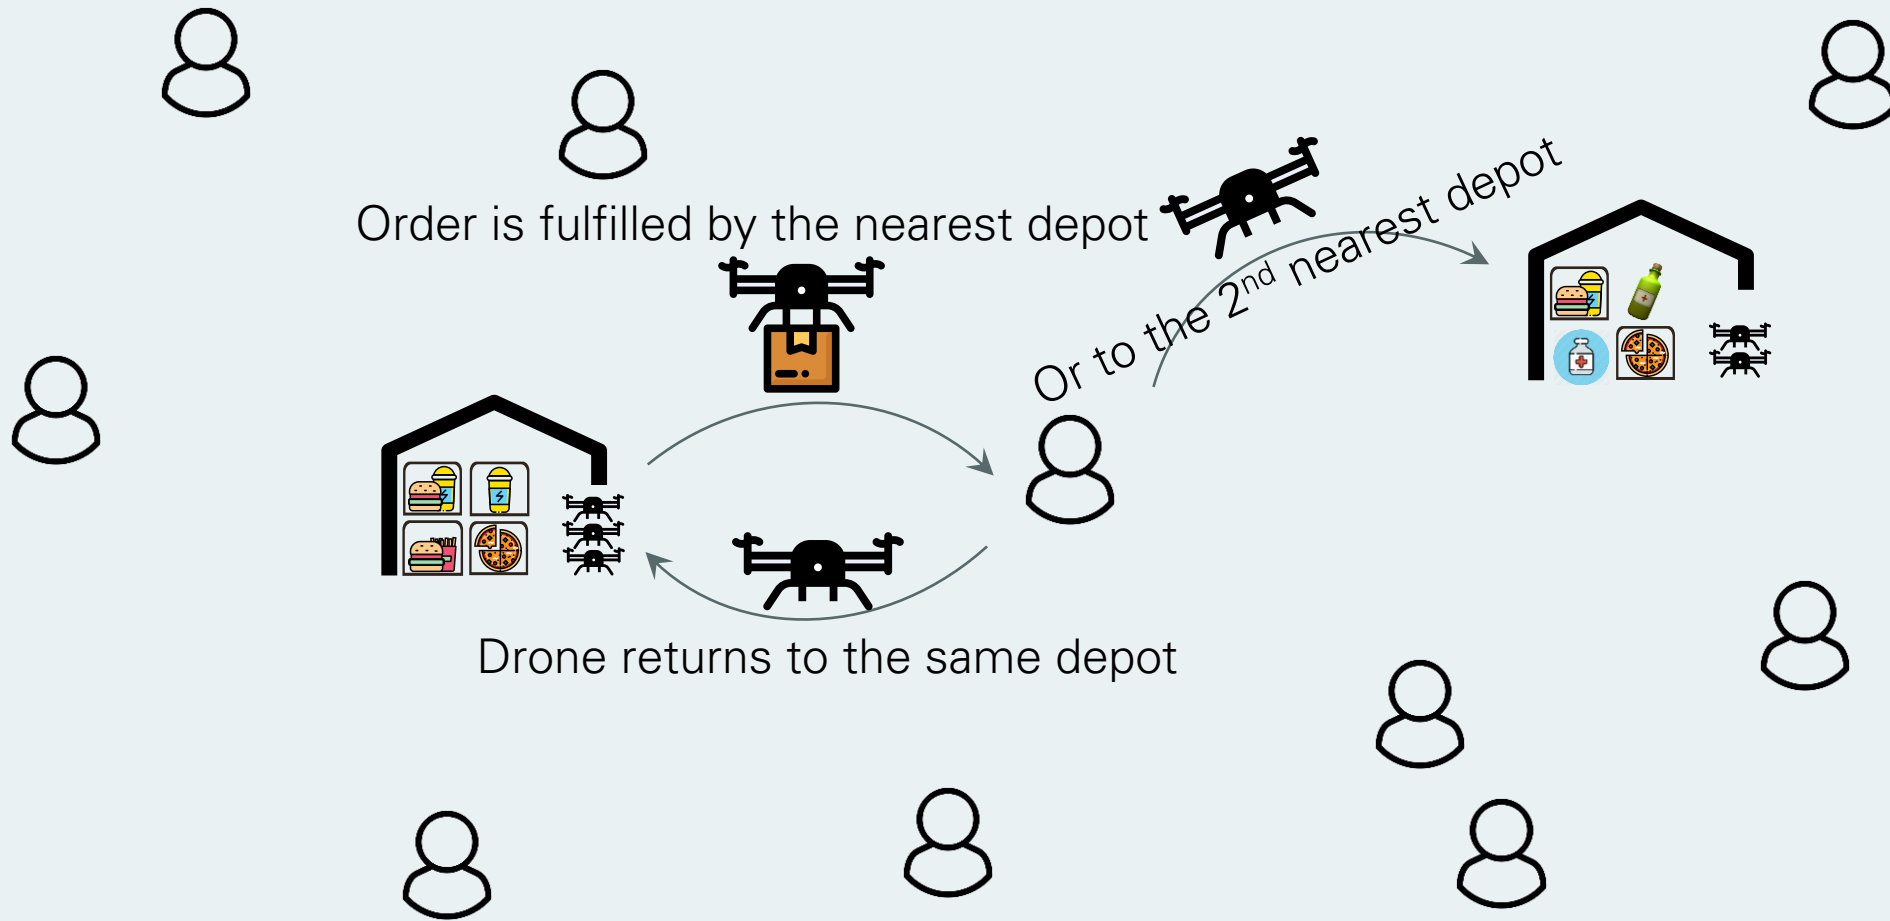 Order is fulfilled by the nearest depot
Or to the 2nd nearest depot
Drone returns to the same depot